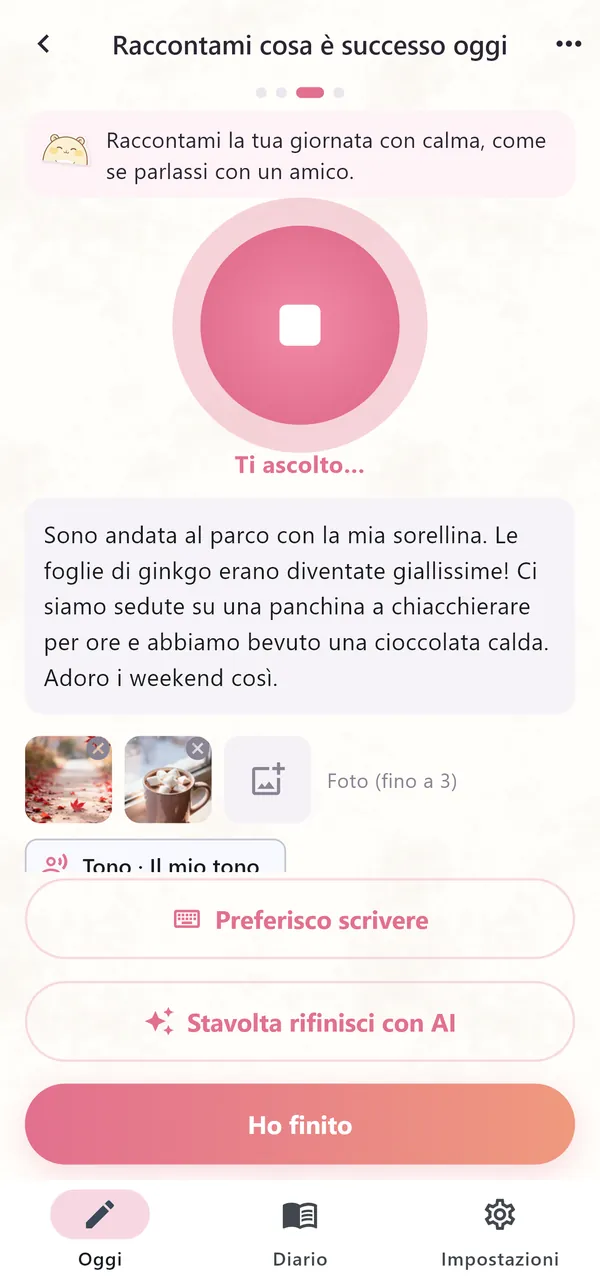 Raccontami cosa è successo oggi
Raccontami la tua giornata con calma, come
se parlassi con un amico.
Ti ascolto...
Sono andata al parco con la mia sorellina. Le
foglie di ginkgo erano diventate giallissime! Ci
siamo sedute su una panchina a chiacchierare
per ore e abbiamo bevuto una cioccolata calda.
Adoro i weekend così.
Foto (fino a 3)
Tono · Il mio tono
Preferisco scrivere
Stavolta rifinisci con AI
Ho finito
Oggi
Diario
Impostazioni